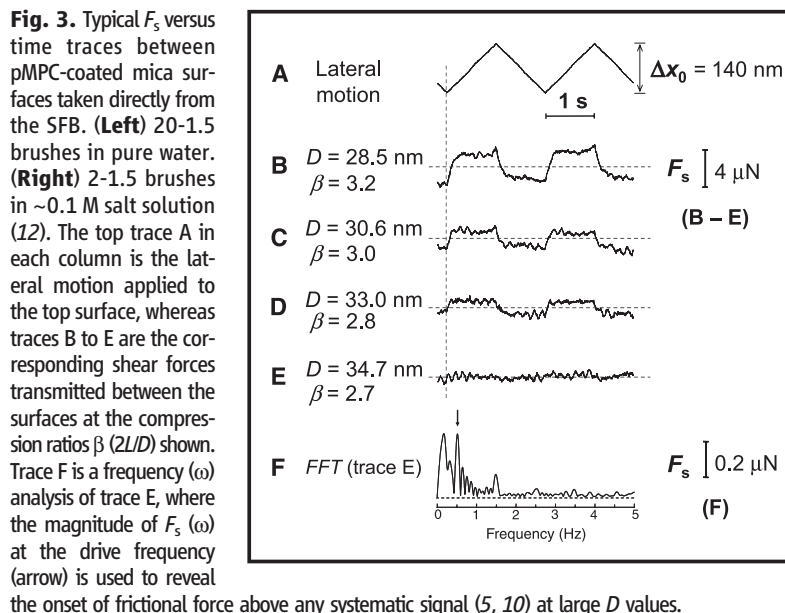 Fig. 3. Typical Fs versus
time traces between
pMPC-coated mica sur-
faces taken directly from
the SFB. (Left) 20-1.5
brushes in pure water.
(Right) 2-1.5 brushes
in ~0.1 M salt solution
(12). The top trace A in
each column is the lat-
eral motion applied to
the top surface, whereas
traces B to E are the cor-
responding shear forces
transmitted between the
surfaces at the compres-
sion ratios β (2L/D) shown.
Trace F is a frequency (ω)
analysis of trace E, where
the magnitude of Fs (ω)
at the drive frequency
(arrow) is used to reveal
the onset of frictional force above any systematic signal (5, 10) at large D values.
A Lateral motion
Δx0 = 140 nm
1 s
B D = 28.5 nm
β = 3.2
Fs 4 μN
(B – E)
C D = 30.6 nm
β = 3.0
D D = 33.0 nm
β = 2.8
E D = 34.7 nm
β = 2.7
F FFT (trace E)
Fs 0.2 μN
(F)
0 1 2 3 4 5
Frequency (Hz)